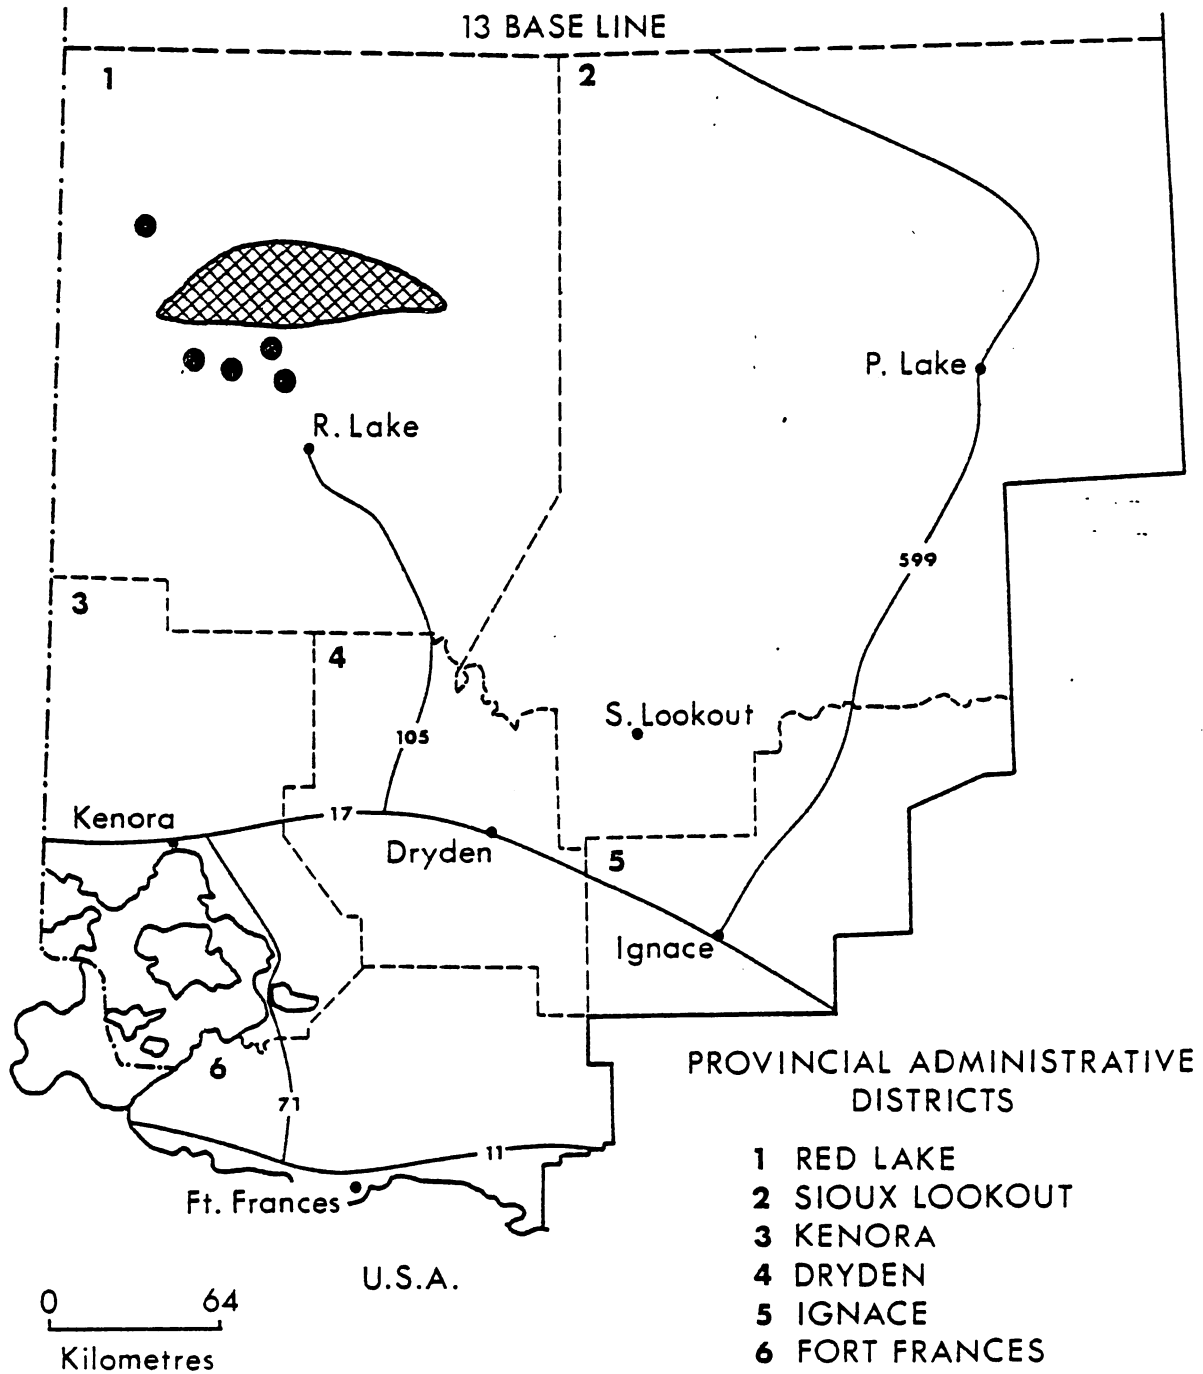 13 BASE LINE
1
2
P. Lake
R. Lake
599
3
4
S. Lookout
105
Kenora
17
Dryden
5
Ignace
6
PROVINCIAL ADMINISTRATIVE
DISTRICTS
71
11
1 RED LAKE
Ft. Frances
2 SIOUX LOOKOUT
3 KENORA
U.S.A.
4 DRYDEN
0 64
5 IGNACE
Kilometres
6 FORT FRANCES